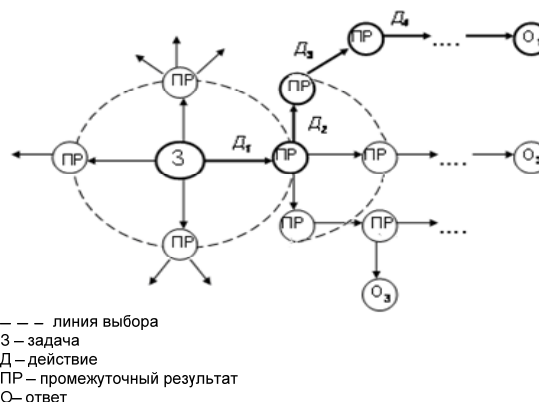 Д₄
ПР
....
О₁
Д₃
ПР
ПР
Д₁
Д₂
ПР
З
ПР
ПР
....
ПР
ПР
ПР
....
О₃
– – – линия выбора
З – задача
Д – действие
ПР – промежуточный результат
О– ответ